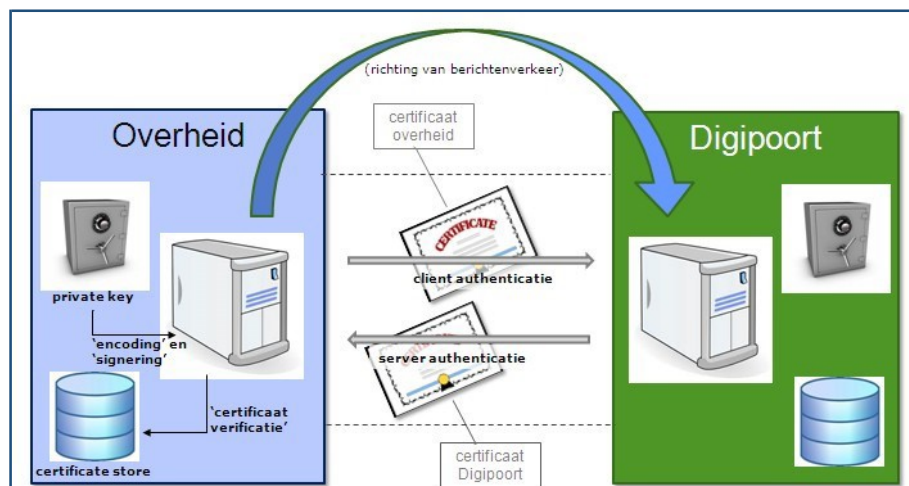 (richting van berichtenverkeer)
Overheid
certificaat
overheid
Digipoort
CERTIFICATE
client authenticatie
private key
'encoding' en
'signering'
server authenticatie
'certificaat
verificatie'
certificate store
certificaat
Digipoort